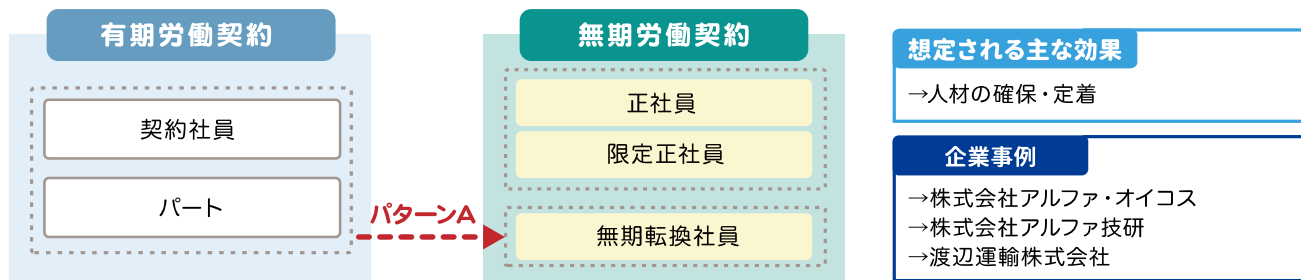 有期労働契約
契約社員
パート
パターンA
無期労働契約
正社員
限定正社員
無期転換社員
想定される主な効果
→人材の確保・定着
企業事例
→株式会社アルファ・オイコス
→株式会社アルファ技研
→渡辺運輸株式会社